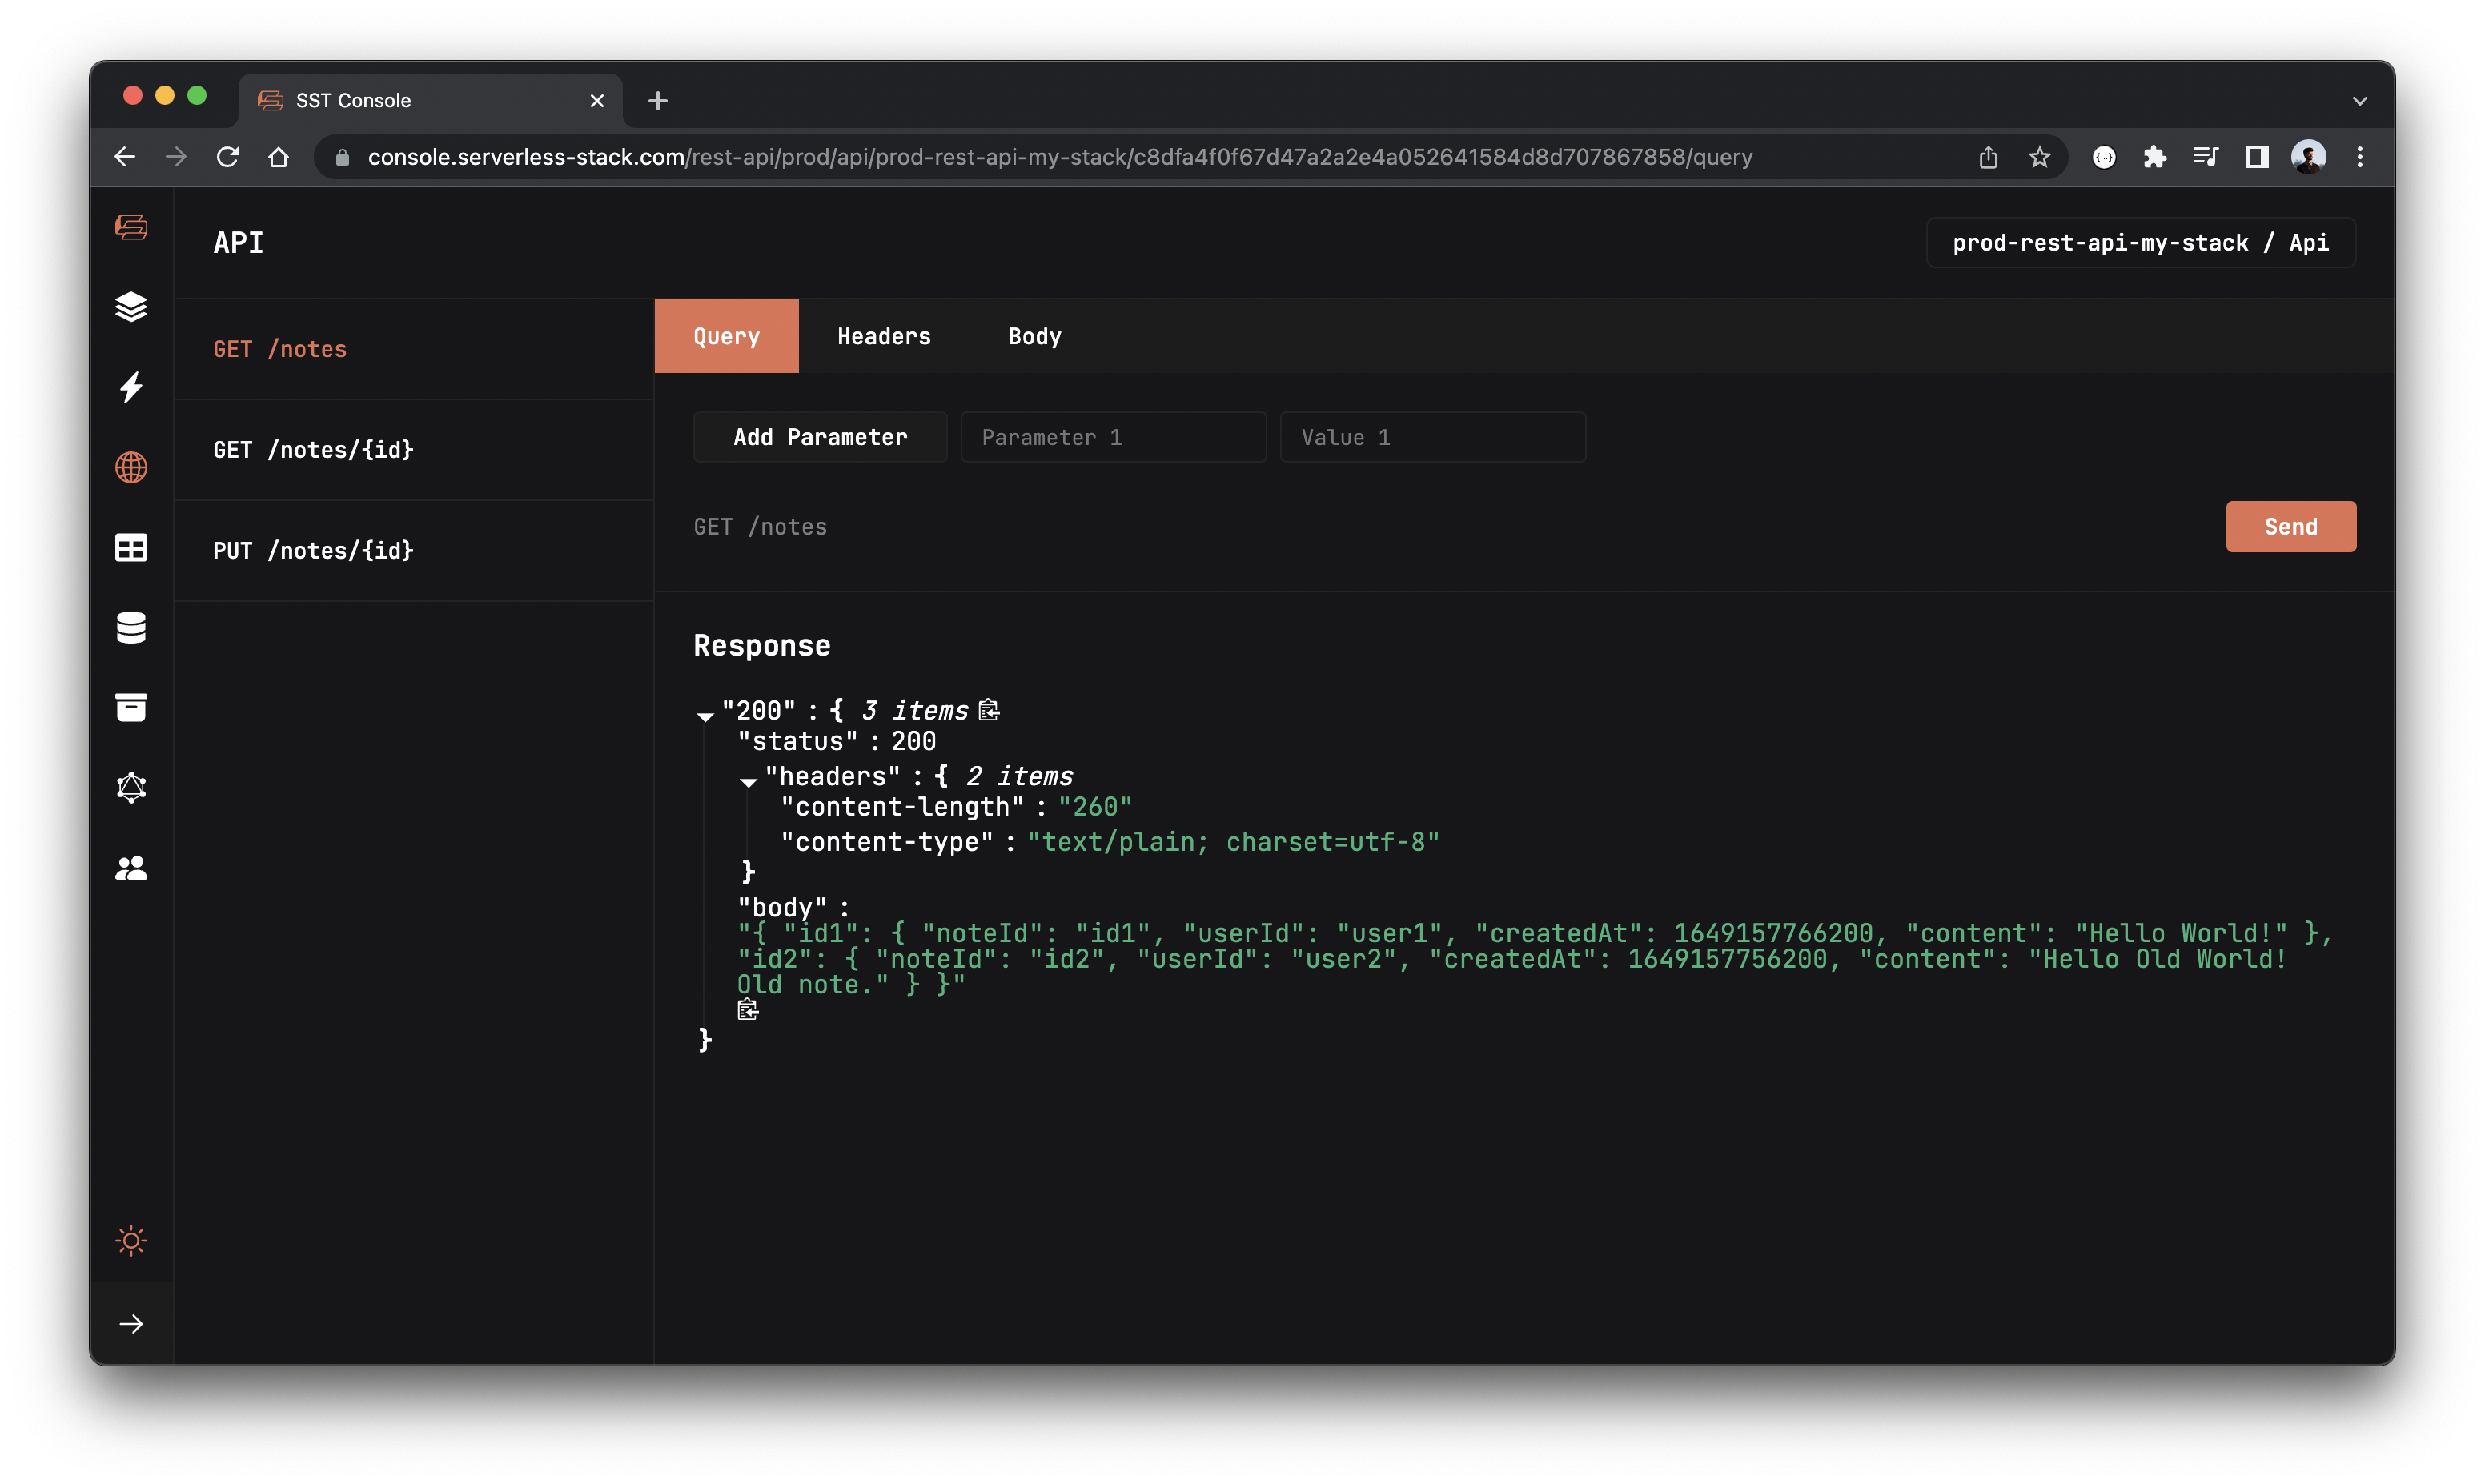 SST Console
console.serverless-stack.com/rest-api/prod/api/prod-rest-api-my-stack/c8dfa4f0f67d47a2a2e4a052641584d8d707867858/query
API
prod-rest-api-my-stack / Api
GET /notes
GET /notes/{id}
PUT /notes/{id}
Query Headers Body
Add Parameter Parameter 1 Value 1
GET /notes
Send
Response
"200" : { 3 items
"status" : 200
"headers" : { 2 items
"content-length" : "260"
"content-type" : "text/plain; charset=utf-8"
}
"body" :
"{ "id1": { "noteId": "id1", "userId": "user1", "createdAt": 1649157766200, "content": "Hello World!" },
"id2": { "noteId": "id2", "userId": "user2", "createdAt": 1649157756200, "content": "Hello Old World!
Old note." } }"
}